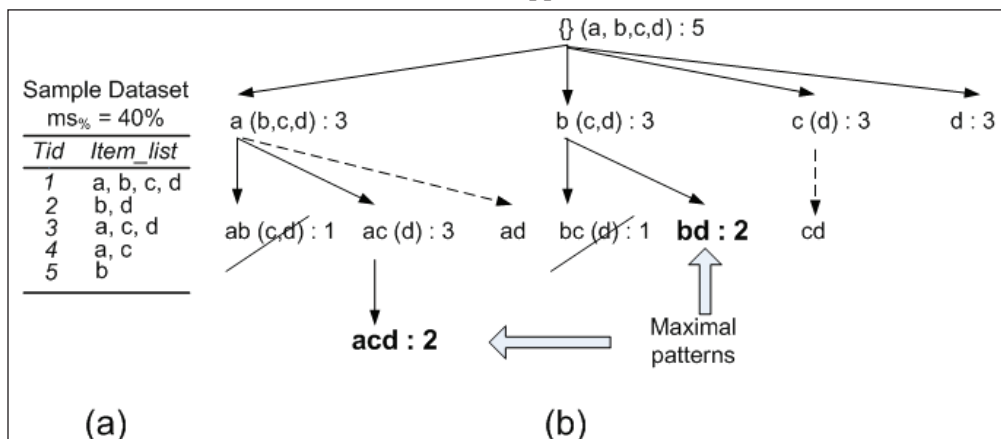 {} (a, b,c,d) : 5
Sample Dataset
ms% = 40%
Tid Item_list
1 a, b, c, d
2 b, d
3 a, c, d
4 a, c
5 b
a (b,c,d) : 3 b (c,d) : 3 c (d) : 3 d : 3
ab (c,d) : 1 ac (d) : 3 ad bc (d) : 1 bd : 2 cd
acd : 2
Maximal
patterns
(a) (b)